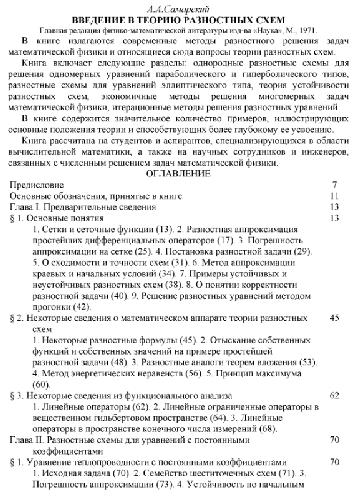 А.А.Самарский
ВВЕДЕНИЕ В ТЕОРИЮ РАЗНОСТНЫХ СХЕМ
Главная редакция физико-математической литературы изд-ва «Наука», М., 1971.
В книге излагаются современные методы разностного решения задач
математической физики и относящиеся сюда вопросы теории разностных схем.
Книга включает следующие разделы: однородные разностные схемы для
решения одномерных уравнений параболического и гиперболического типов,
разностные схемы для уравнений эллиптического типа, теория устойчивости
разностных схем, экономичные методы решения многомерных задач
математической физики, итерационные методы решения разностных уравнений
В книге содержится значительное количество примеров, иллюстрирующих
основные положения теории и способствующих более глубокому ее усвоению.
Книга рассчитана на студентов и аспирантов, специализирующихся в области
вычислительной математики, а также на научных сотрудников и инженеров,
связанных с численным решением задач математической физики.
ОГЛАВЛЕНИЕ
Предисловие 7
Основные обозначения, принятые в книге 11
Глава I. Предварительные сведения 13
§ 1. Основные понятия 13
1. Сетки и сеточные функции (13). 2. Разностная аппроксимация
простейших дифференциальных операторов (17). 3. Погрешность
аппроксимации на сетке (25). 4. Постановка разностной задачи (29).
5. О сходимости и точности схем (31). 6. Метод аппроксимации
краевых и начальных условий (34). 7. Примеры устойчивых и
неустойчивых разностных схем (38). 8. О понятии корректности
разностной задачи (40). 9. Решение разностных уравнений методом
прогонки (42).
§ 2. Некоторые сведения о математическом аппарате теории разностных 45
схем
1. Некоторые разностные формулы (45). 2. Отыскание собственных
функций и собственных значений на примере простейшей
разностной задачи (48). 3. Разностные аналоги теорем вложения (53).
4. Метод энергетических неравенств (56). 5. Принцип максимума
(60).
§ 3. Некоторые сведения из функционального анализа 62
1. Линейные операторы (62). 2. Линейные ограниченные операторы в
вещественном гильбертовом пространстве (64). 3. Линейные
операторы в пространстве конечного числа измерений (68).
Глава II. Разностные схемы для уравнений с постоянными 70
коэффициентами
§ 1. Уравнение теплопроводности с постоянными коэффициентами 70
1. Исходная задача (70). 2. Семейство шеститочечных схем (71). 3.
Погрешность аппроксимации (73). 4. Устойчивость по начальным